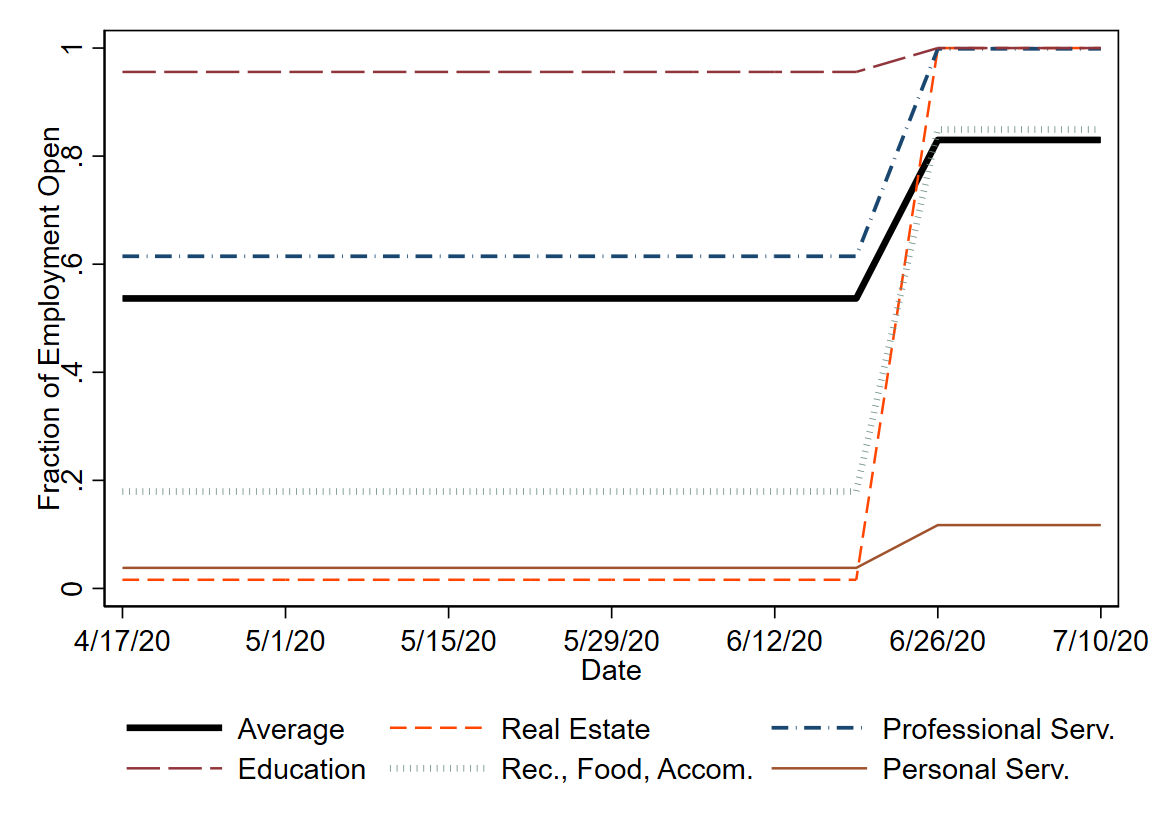 Fraction of Employment Open
1
.8
.6
.4
.2
0
4/17/20 5/1/20 5/15/20 5/29/20 6/12/20 6/26/20 7/10/20
Date
Average Real Estate Professional Serv.
Education Rec., Food, Accom. Personal Serv.